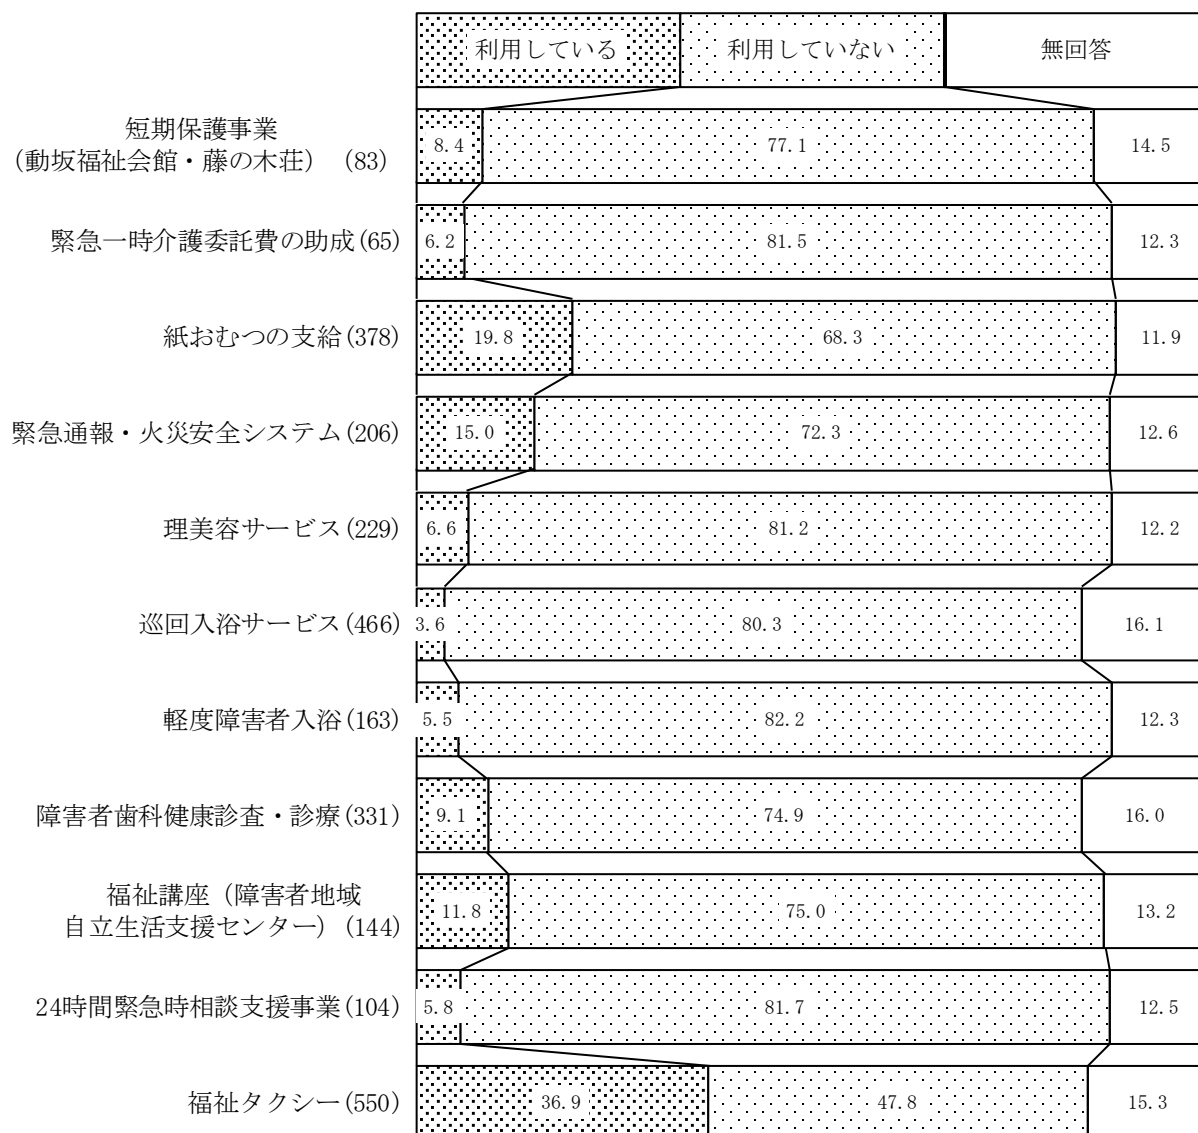 利用している 利用していない 無回答
短期保護事業
(動坂福祉会館・藤の木荘) (83) 8.4 77.1 14.5
緊急一時介護委託費の助成(65) 6.2 81.5 12.3
紙おむつの支給(378) 19.8 68.3 11.9
緊急通報・火災安全システム(206) 15.0 72.3 12.6
理美容サービス(229) 6.6 81.2 12.2
巡回入浴サービス(466) 3.6 80.3 16.1
軽度障害者入浴(163) 5.5 82.2 12.3
障害者歯科健康診査・診療(331) 9.1 74.9 16.0
福祉講座(障害者地域
自立生活支援センター)(144) 11.8 75.0 13.2
24時間緊急時相談支援事業(104) 5.8 81.7 12.5
福祉タクシー(550) 36.9 47.8 15.3